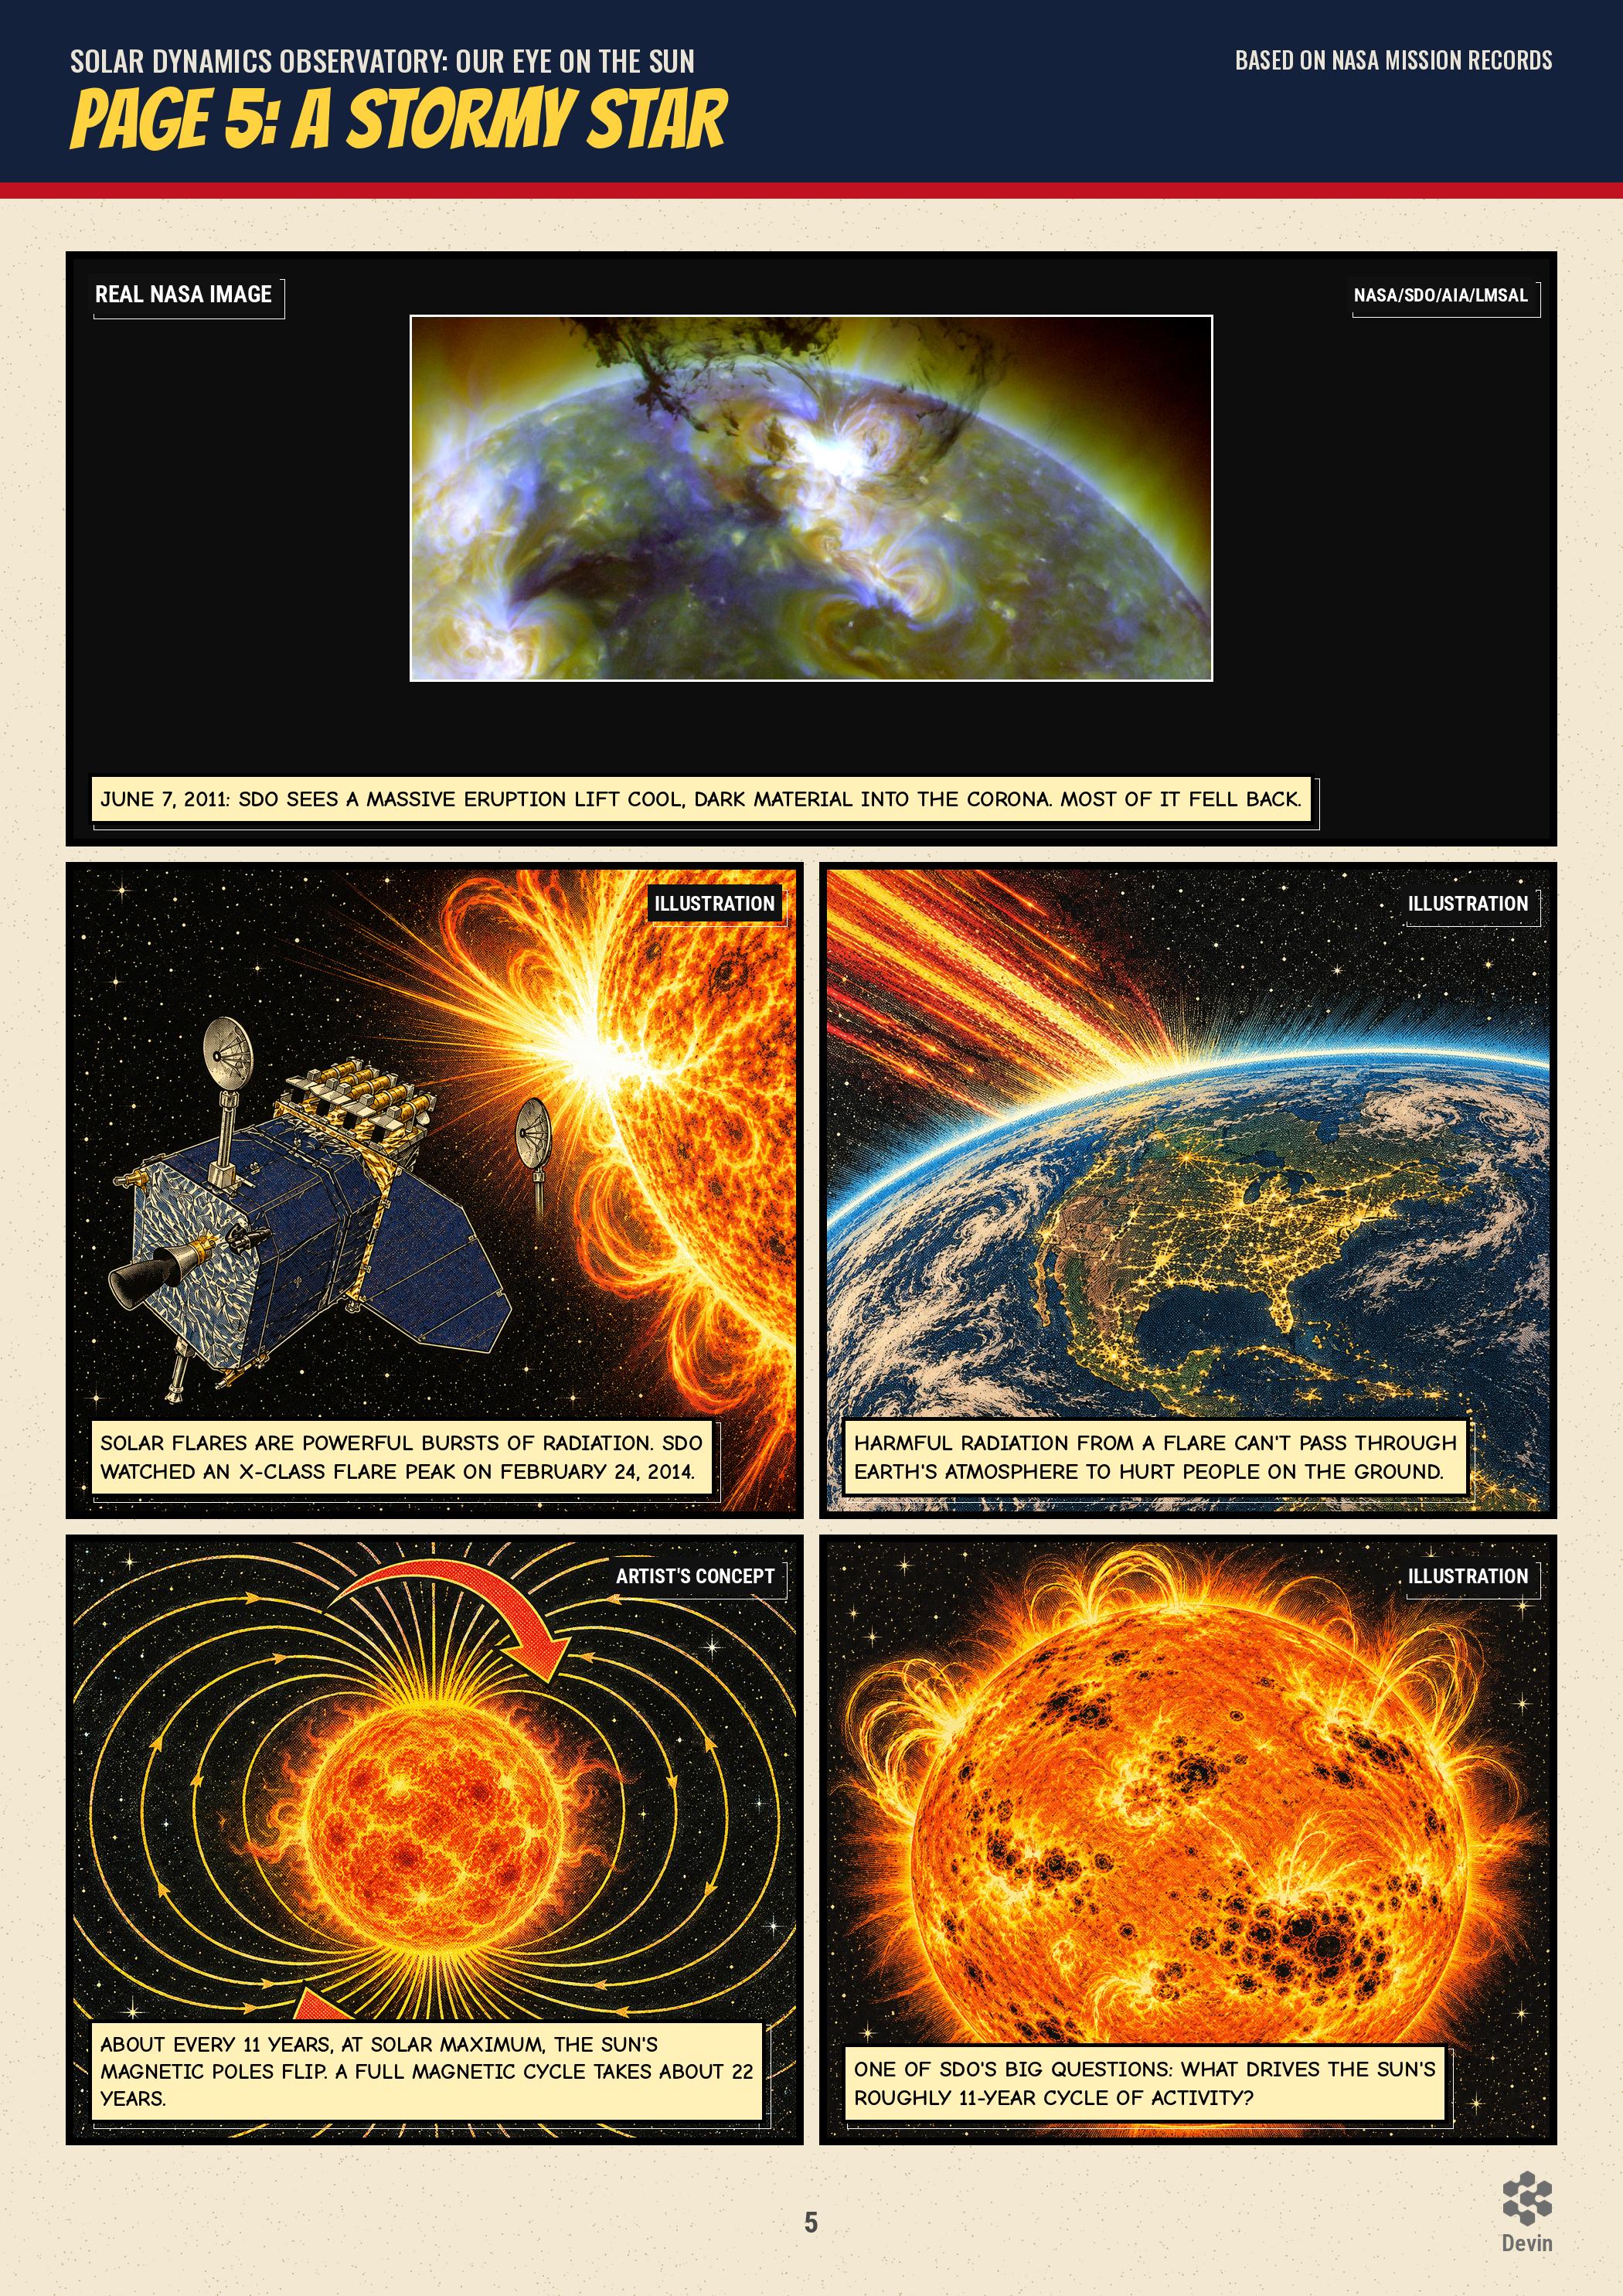 SOLAR DYNAMICS OBSERVATORY: OUR EYE ON THE SUN
BASED ON NASA MISSION RECORDS
PAGE 5: A STORMY STAR
REAL NASA IMAGE
NASA/SDO/AIA/LMSAL
JUNE 7, 2011: SDO SEES A MASSIVE ERUPTION LIFT COOL, DARK MATERIAL INTO THE CORONA. MOST OF IT FELL BACK.
ILLUSTRATION
SOLAR FLARES ARE POWERFUL BURSTS OF RADIATION. SDO
WATCHED AN X-CLASS FLARE PEAK ON FEBRUARY 24, 2014.
ILLUSTRATION
HARMFUL RADIATION FROM A FLARE CAN'T PASS THROUGH
EARTH'S ATMOSPHERE TO HURT PEOPLE ON THE GROUND.
ARTIST'S CONCEPT
ABOUT EVERY 11 YEARS, AT SOLAR MAXIMUM, THE SUN'S
MAGNETIC POLES FLIP. A FULL MAGNETIC CYCLE TAKES ABOUT 22
YEARS.
ILLUSTRATION
ONE OF SDO'S BIG QUESTIONS: WHAT DRIVES THE SUN'S
ROUGHLY 11-YEAR CYCLE OF ACTIVITY?
5
Devin